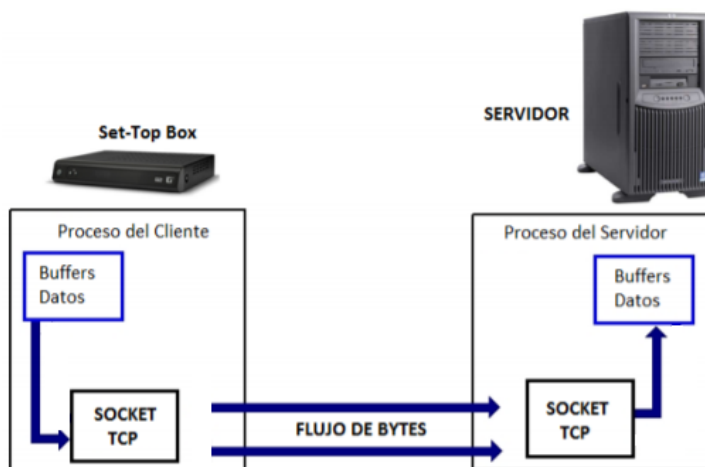 SERVIDOR
Set-Top Box
Proceso del Cliente
Buffers
Datos
SOCKET
TCP
FLUJO DE BYTES
Proceso del Servidor
Buffers
Datos
SOCKET
TCP